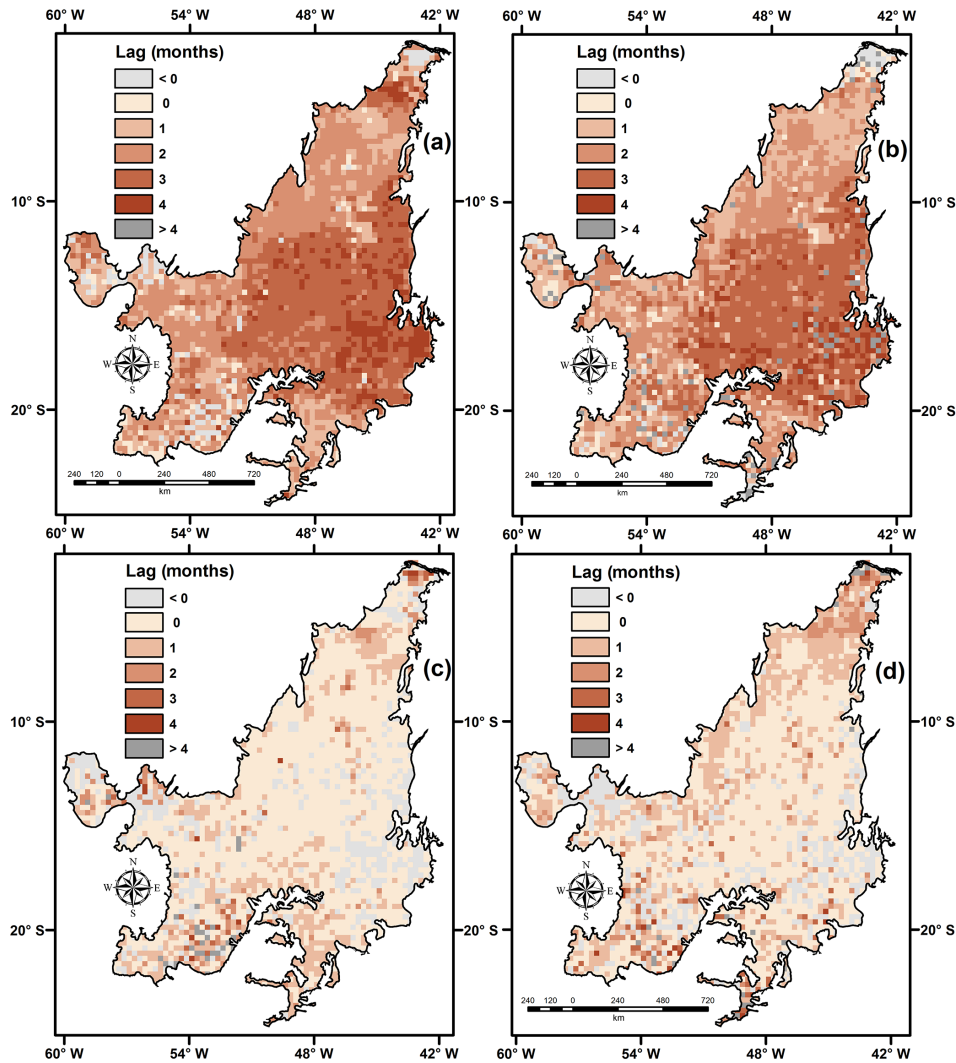 60° W 54° W 48° W 42° W 60° W 54° W 48° W 42° W
Lag (months)
< 0
0
1
2
3
4
> 4
(a)
10° S
20° S
N
W E
S
240 120 0 240 480 720
km
Lag (months)
< 0
0
1
2
3
4
> 4
(b)
10° S
20° S
N
W E
S
240 120 0 240 480 720
km
60° W 54° W 48° W 42° W 60° W 54° W 48° W 42° W
Lag (months)
< 0
0
1
2
3
4
> 4
(c)
10° S
20° S
N
W E
S
Lag (months)
< 0
0
1
2
3
4
> 4
(d)
10° S
20° S
N
W E
S
240 120 0 240 480 720
km
60° W 54° W 48° W 42° W 60° W 54° W 48° W 42° W